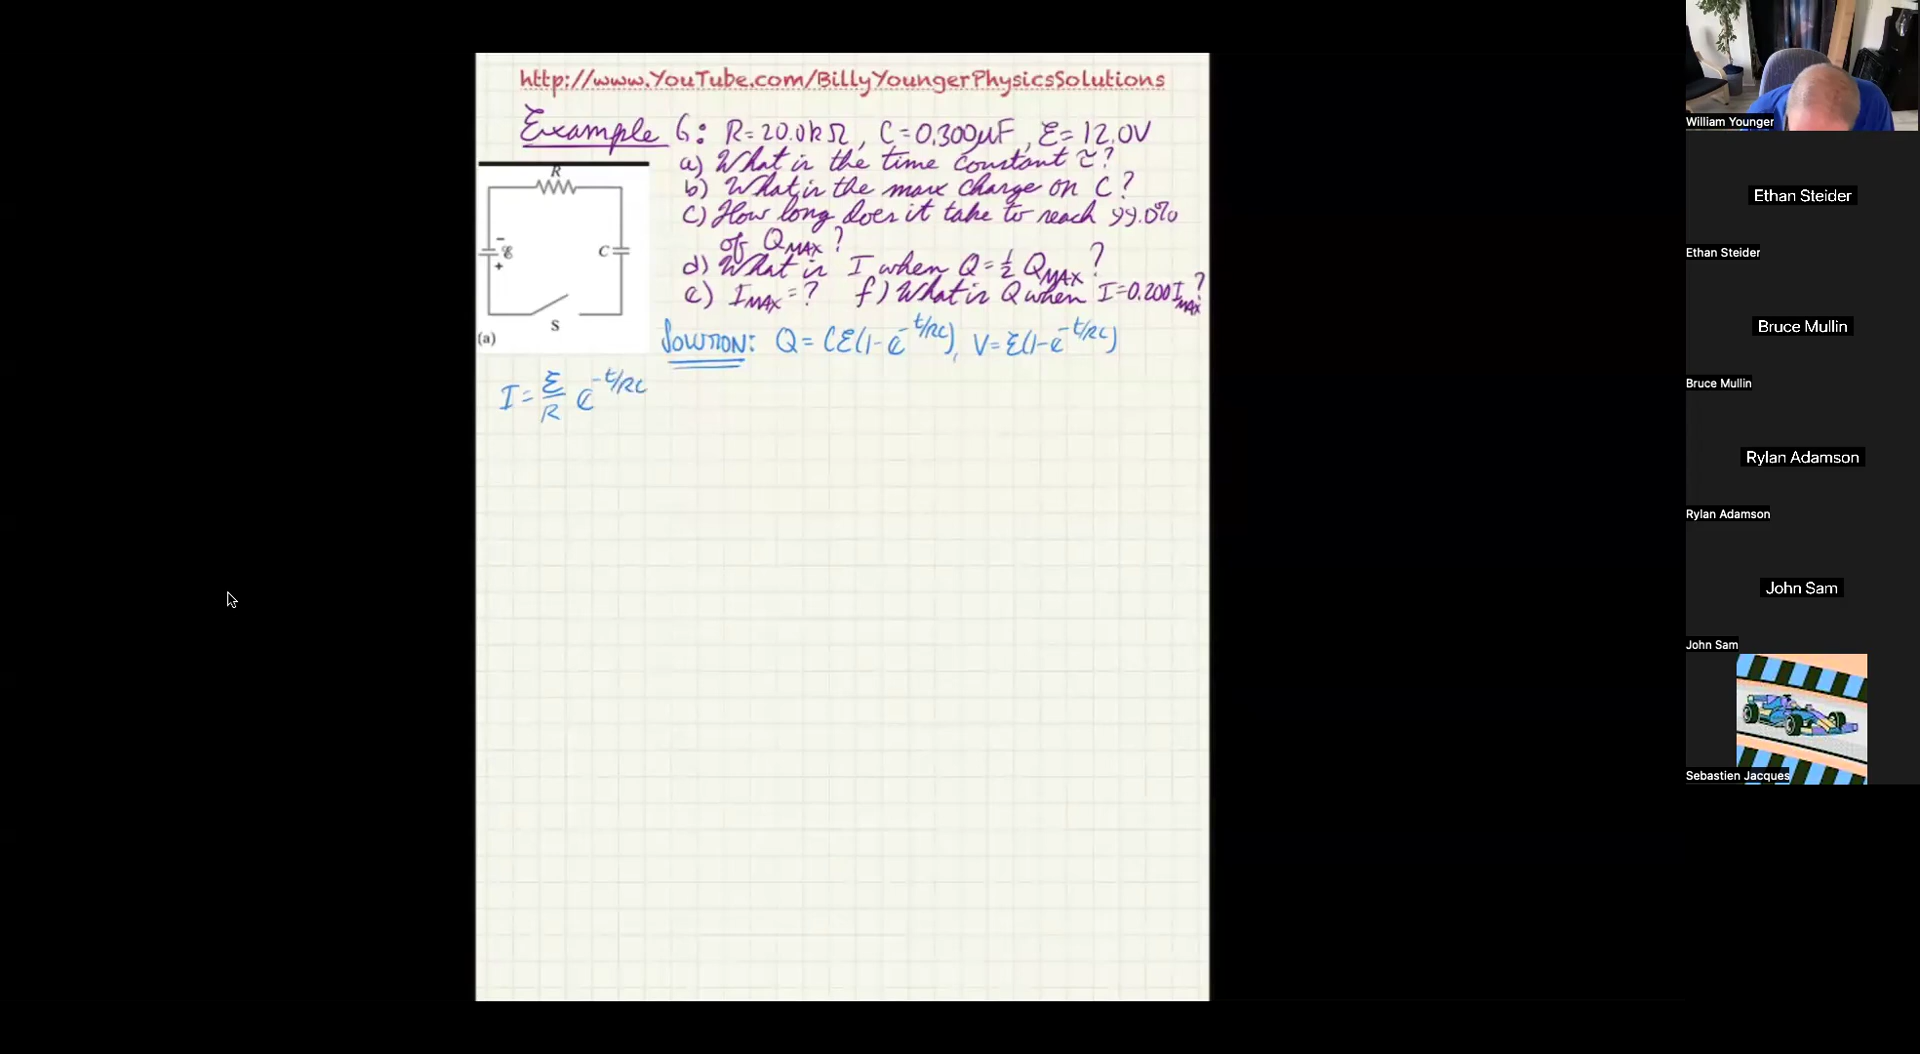 http://www.YouTube.com/BillyYoungerPhysicsSolutions
Example 6: R=20.0kΩ, C=0.300μF, ℰ=12.0V
a) What is the time constant τ?
b) What is the max charge on C?
c) How long does it take to reach 99.0%
of QMAX?
d) What is I when Q=½ QMAX?
e) IMAX=? f) What is Q when I=0.200IMAX?
R
- ℰ
+
C
S
(a)
SOLUTION: Q=Cℰ(1-e^-t/RC), V=ℰ(1-e^-t/RC)
I=ℰ/R e^-t/RC
William Younger
Ethan Steider
Ethan Steider
Bruce Mullin
Bruce Mullin
Rylan Adamson
Rylan Adamson
John Sam
John Sam
Sebastien Jacques